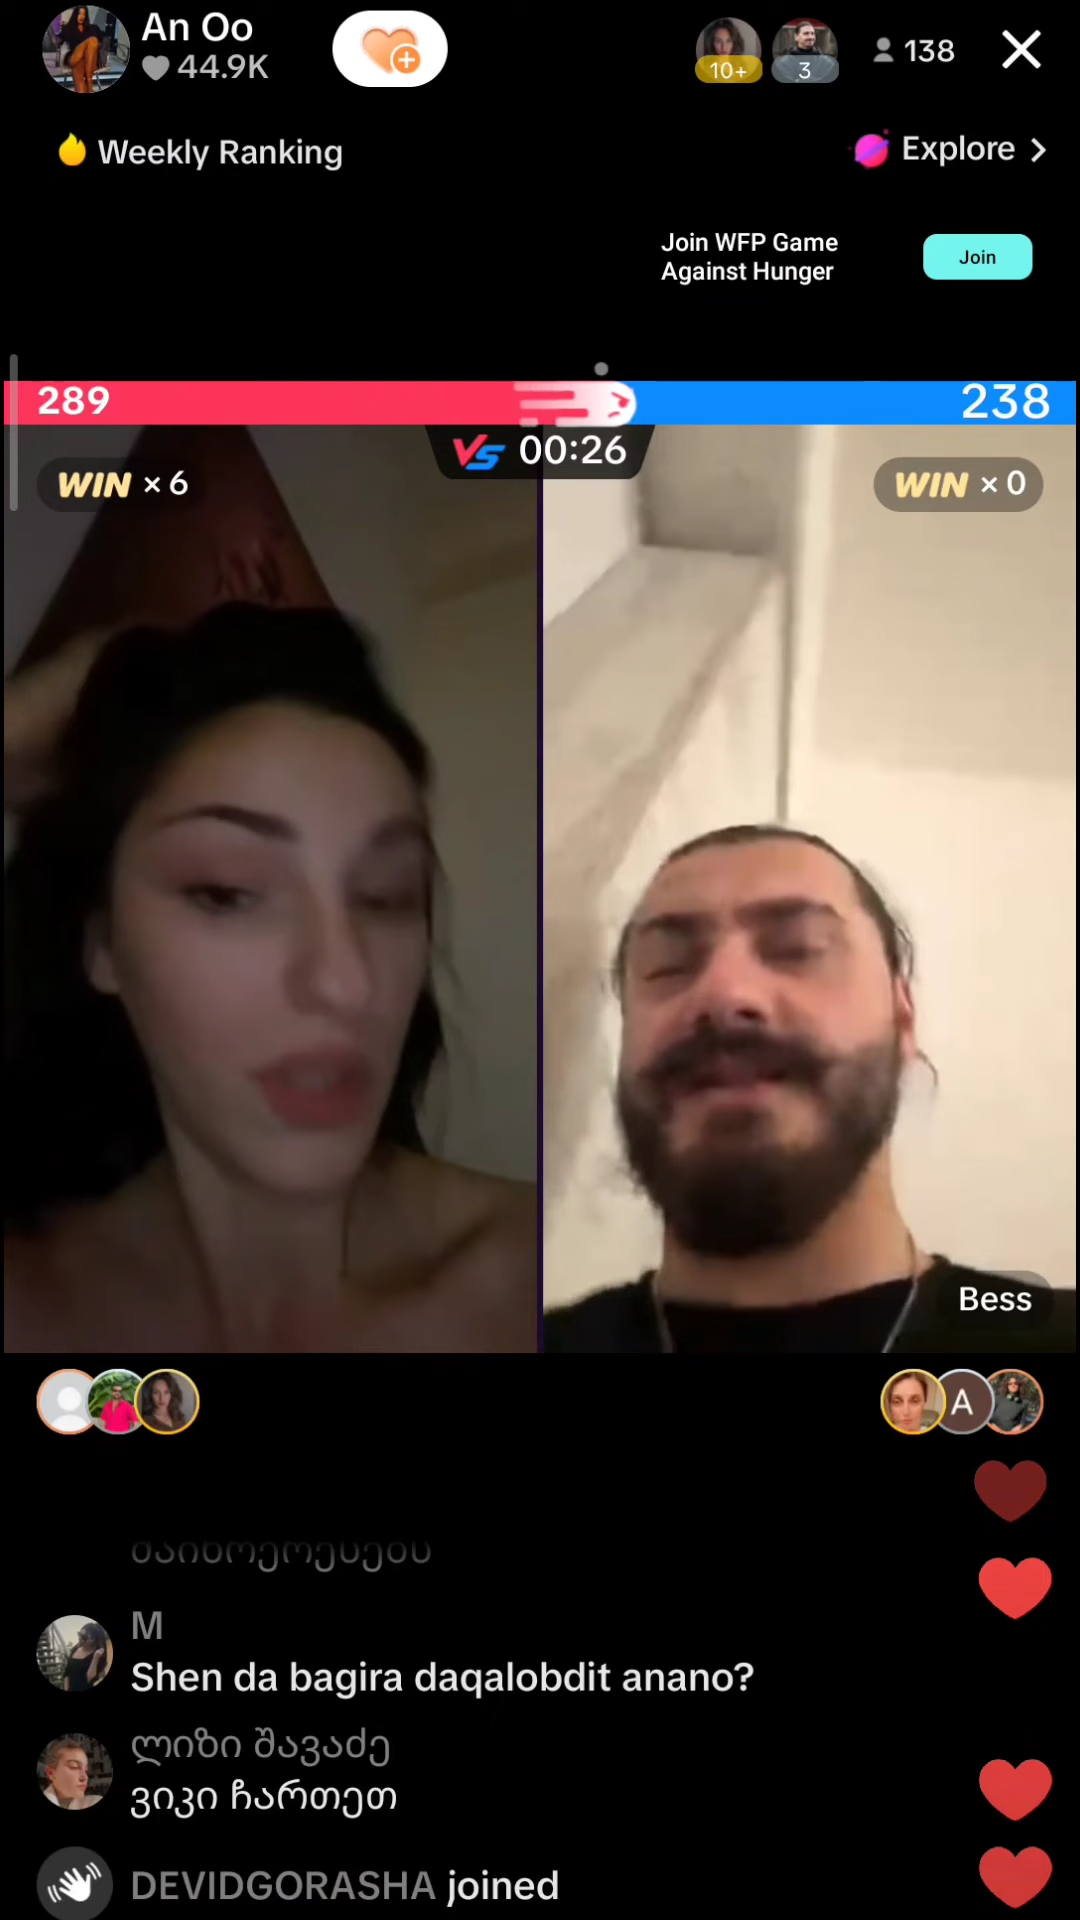 An Oo
44.9K
10+
3
138
Weekly Ranking
Explore
Join WFP Game
Against Hunger
Join
289
238
VS 00:26
WIN × 6
WIN × 0
Bess
A
M
Shen da bagira daqalobdit anano?
ლიზი შავაძე
ვიკი ჩართეთ
DEVIDGORASHA joined